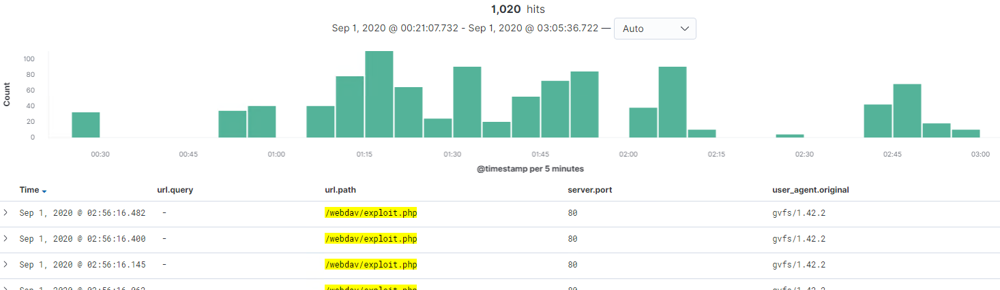 1,020 hits
Sep 1, 2020 @ 00:21:07.732 - Sep 1, 2020 @ 03:05:36.722 — Auto
100
80
60
40
20
0
Count
00:30 00:45 01:00 01:15 01:30 01:45 02:00 02:15 02:30 02:45 03:00
@timestamp per 5 minutes
Time url.query url.path server.port user_agent.original
Sep 1, 2020 @ 02:56:16.482 - /webdav/exploit.php 80 gvfs/1.42.2
Sep 1, 2020 @ 02:56:16.400 - /webdav/exploit.php 80 gvfs/1.42.2
Sep 1, 2020 @ 02:56:16.145 - /webdav/exploit.php 80 gvfs/1.42.2
Sep 1, 2020 @ /webdav/exploit.php 80 gvfs/1.42.2